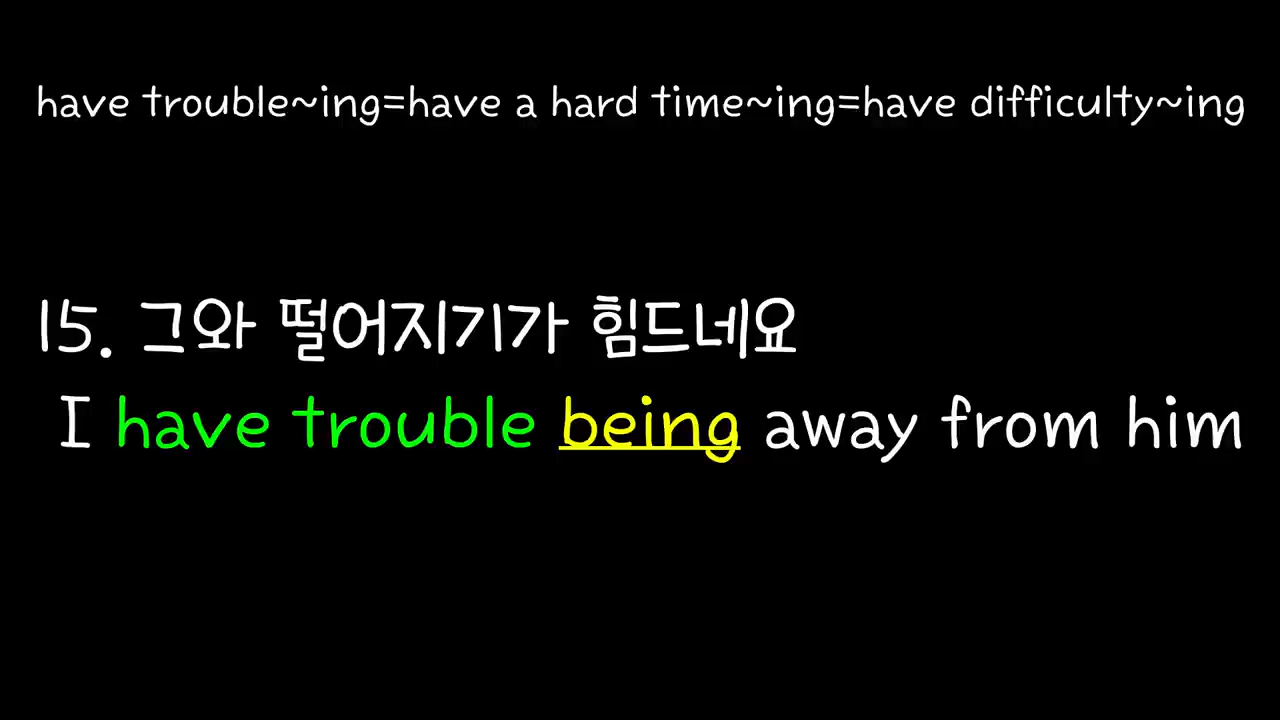 have trouble~ing=have a hard time~ing=have difficulty~ing
15. 그와 떨어지기가 힘드네요
I have trouble being away from him